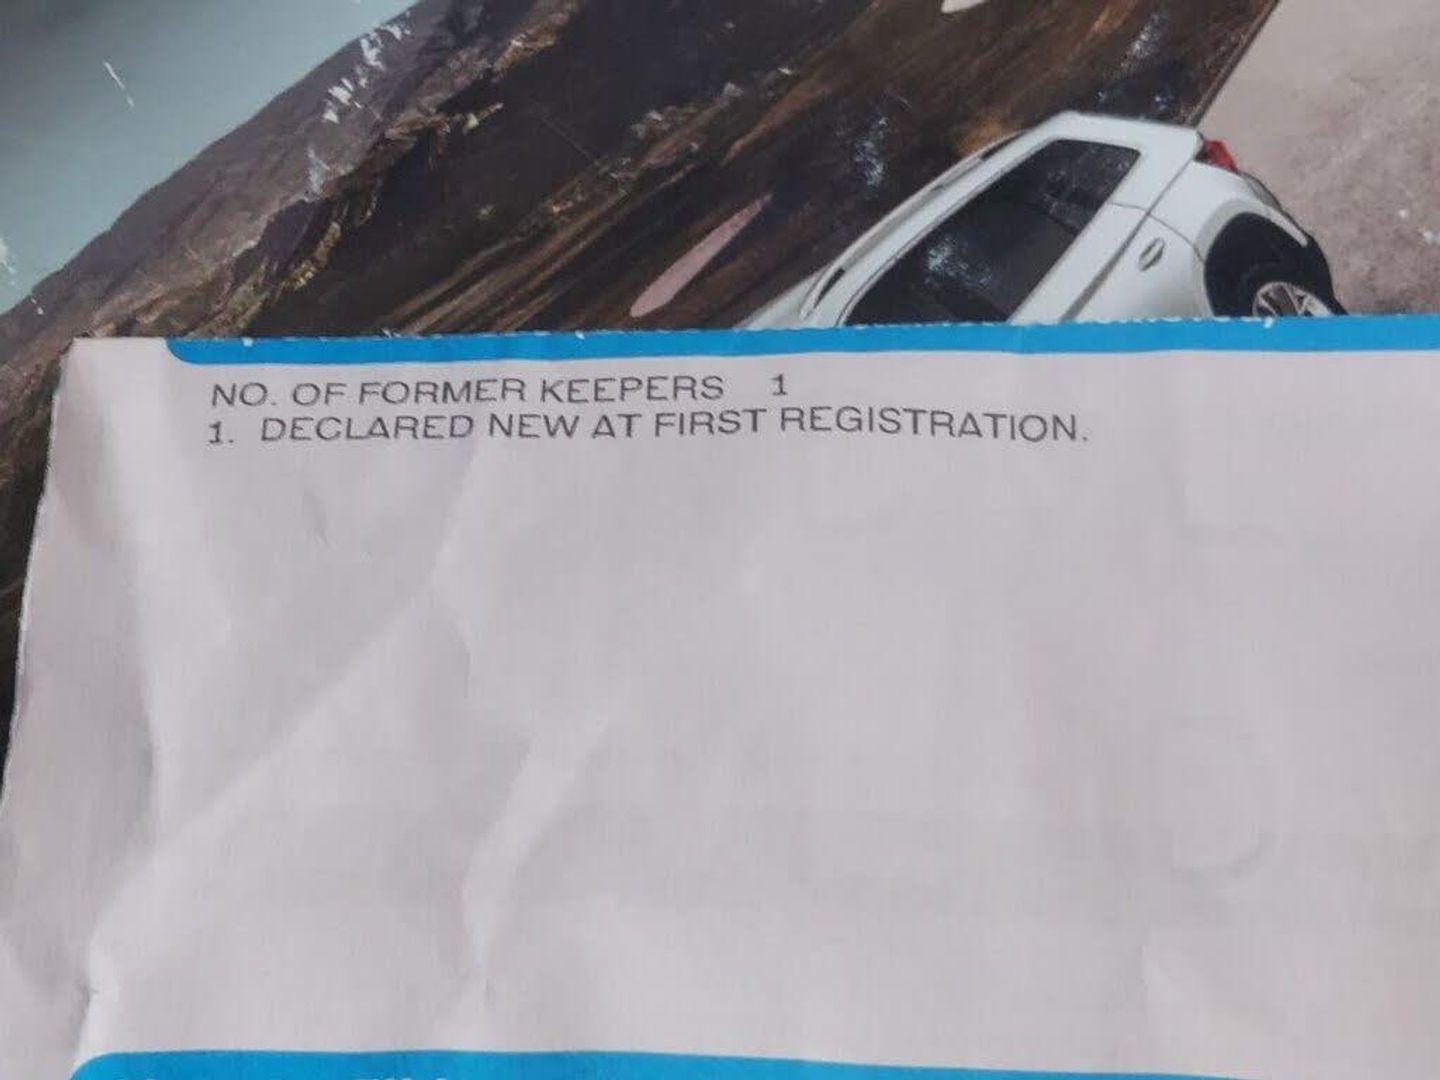 NO. OF FORMER KEEPERS 1
1. DECLARED NEW AT FIRST REGISTRATION.